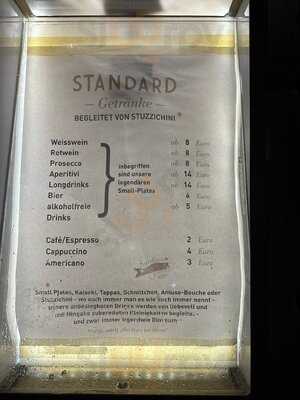 STANDARD
Getränke
BEGLEITET VON STUZZICHINI
Weisswein ab 8 Euro
Rotwein ab 8 Euro
Prosecco ab 8 Euro
Aperitivi ab 14 Euro
Longdrinks ab 14 Euro
Bier Euro
alkoholfreie ab 5 Euro
Drinks
inbegriffen
sind unsere
legendären
Small-Plates
Café/Espresso 2 Euro
Cappuccino 4 Euro
Americano 3 Euro
Small Plates, Kaiseki, Tappas, Schnittchen, Amuse-Bouche oder
Stuzzichini - wo auch immer man es wie auch immer nennt -
unsere unbesiegbaren Drinks werden von liebevoll und
mit Hingabe zubereiteten Kleinigkeiten begleitet,
und zwar immer irgendwie